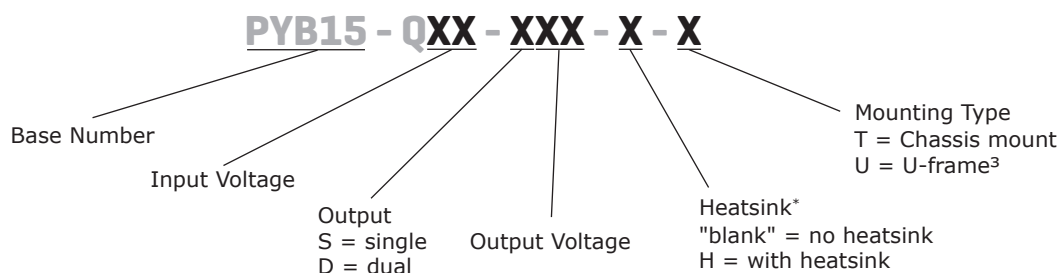 PYB15 - QXX - XXX - X - X
Base Number
Input Voltage
Output
S = single
D = dual
Output Voltage
Heatsink*
"blank" = no heatsink
H = with heatsink
Mounting Type
T = Chassis mount
U = U-frame³